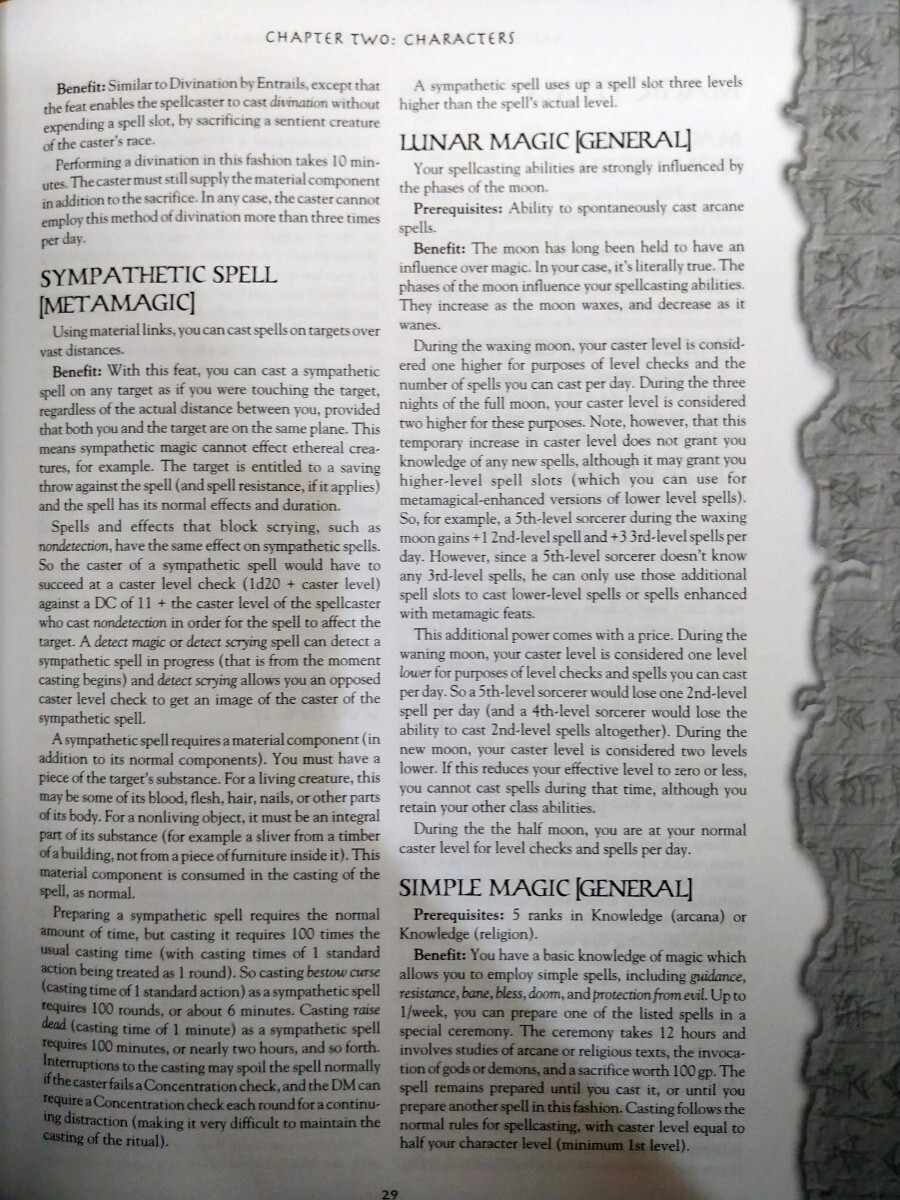 CHAPTER TWO: CHARACTERS
Benefit: Similar to Divination by Entrails, except that
the feat enables the spellcaster to cast divination without
expending a spell slot, by sacrificing a sentient creature
of the caster's race.
Performing a divination in this fashion takes 10 min-
utes. The caster must still supply the material component
in addition to the sacrifice. In any case, the caster cannot
employ this method of divination more than three times
per day.
SYMPATHETIC SPELL
[METAMAGIC]
Using material links, you can cast spells on targets over
vast distances.
Benefit: With this feat, you can cast a sympathetic
spell on any target as if you were touching the target,
regardless of the actual distance between you, provided
that both you and the target are on the same plane. This
means sympathetic magic cannot effect ethereal crea-
tures, for example. The target is entitled to a saving
throw against the spell (and spell resistance, if it applies)
and the spell has its normal effects and duration.
Spells and effects that block scrying, such as
nondetection, have the same effect on sympathetic spells.
So the caster of a sympathetic spell would have to
succeed at a caster level check (1d20 + caster level)
against a DC of 11 + the caster level of the spellcaster
who cast nondetection in order for the spell to affect the
target. A detect magic or detect scrying spell can detect a
sympathetic spell in progress (that is from the moment
casting begins) and detect scrying allows you an opposed
caster level check to get an image of the caster of the
sympathetic spell.
A sympathetic spell requires a material component (in
addition to its normal components). You must have a
piece of the target's substance. For a living creature, this
may be some of its blood, flesh, hair, nails, or other parts
of its body. For a nonliving object, it must be an integral
part of its substance (for example a sliver from a timber
of a building, not from a piece of furniture inside it). This
material component is consumed in the casting of the
spell, as normal.
Preparing a sympathetic spell requires the normal
amount of time, but casting it requires 100 times the
usual casting time (with casting times of 1 standard
action being treated as 1 round). So casting bestow curse
(casting time of 1 standard action) as a sympathetic spell
requires 100 rounds, or about 6 minutes. Casting raise
dead (casting time of 1 minute) as a sympathetic spell
requires 100 minutes, or nearly two hours, and so forth.
Interruptions to the casting may spoil the spell normally
if the caster fails a Concentration check, and the DM can
require a Concentration check each round for a continu-
ing distraction (making it very difficult to maintain the
casting of the ritual).
A sympathetic spell uses up a spell slot three levels
higher than the spell's actual level.
LUNAR MAGIC [GENERAL]
Your spellcasting abilities are strongly influenced by
the phases of the moon.
Prerequisites: Ability to spontaneously cast arcane
spells.
Benefit: The moon has long been held to have an
influence over magic. In your case, it's literally true. The
phases of the moon influence your spellcasting abilities.
They increase as the moon waxes, and decrease as it
wanes.
During the waxing moon, your caster level is consid-
ered one higher for purposes of level checks and the
number of spells you can cast per day. During the three
nights of the full moon, your caster level is considered
two higher for these purposes. Note, however, that this
temporary increase in caster level does not grant you
knowledge of any new spells, although it may grant you
higher-level spell slots (which you can use for
metamagical-enhanced versions of lower level spells).
So, for example, a 5th-level sorcerer during the waxing
moon gains +1 2nd-level spell and +3 3rd-level spells per
day. However, since a 5th-level sorcerer doesn't know
any 3rd-level spells, he can only use those additional
spell slots to cast lower-level spells or spells enhanced
with metamagic feats.
This additional power comes with a price. During the
waning moon, your caster level is considered one level
lower for purposes of level checks and spells you can cast
per day. So a 5th-level sorcerer would lose one 2nd-level
spell per day (and a 4th-level sorcerer would lose the
ability to cast 2nd-level spells altogether). During the
new moon, your caster level is considered two levels
lower. If this reduces your effective level to zero or less,
you cannot cast spells during that time, although you
retain your other class abilities.
During the the half moon, you are at your normal
caster level for level checks and spells per day.
SIMPLE MAGIC [GENERAL]
Prerequisites: 5 ranks in Knowledge (arcana) or
Knowledge (religion).
Benefit: You have a basic knowledge of magic which
allows you to employ simple spells, including guidance,
resistance, bane, bless, doom, and protection from evil. Up to
1/week, you can prepare one of the listed spells in a
special ceremony. The ceremony takes 12 hours and
involves studies of arcane or religious texts, the invoca-
tion of gods or demons, and a sacrifice worth 100 gp. The
spell remains prepared until you cast it, or until you
prepare another spell in this fashion. Casting follows the
normal rules for spellcasting, with caster level equal to
half your character level (minimum 1st level).
29